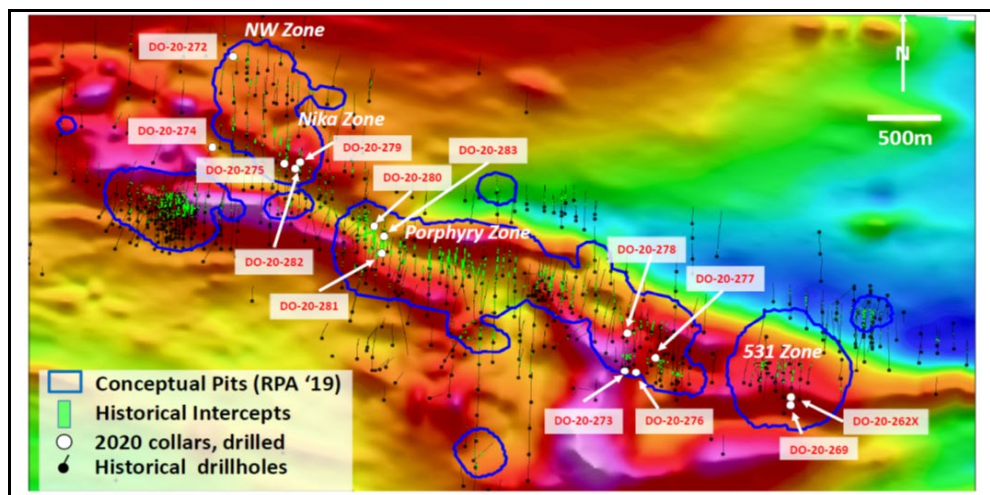 NW Zone
DO-20-272
N
500m
Nika Zone
DO-20-274
DO-20-279
DO-20-283
DO-20-275
DO-20-280
Porphyry Zone
DO-20-278
DO-20-282
DO-20-277
DO-20-281
531 Zone
DO-20-273
DO-20-276
DO-20-262X
DO-20-269
Conceptual Pits (RPA ‘19)
Historical Intercepts
2020 collars, drilled
Historical drillholes